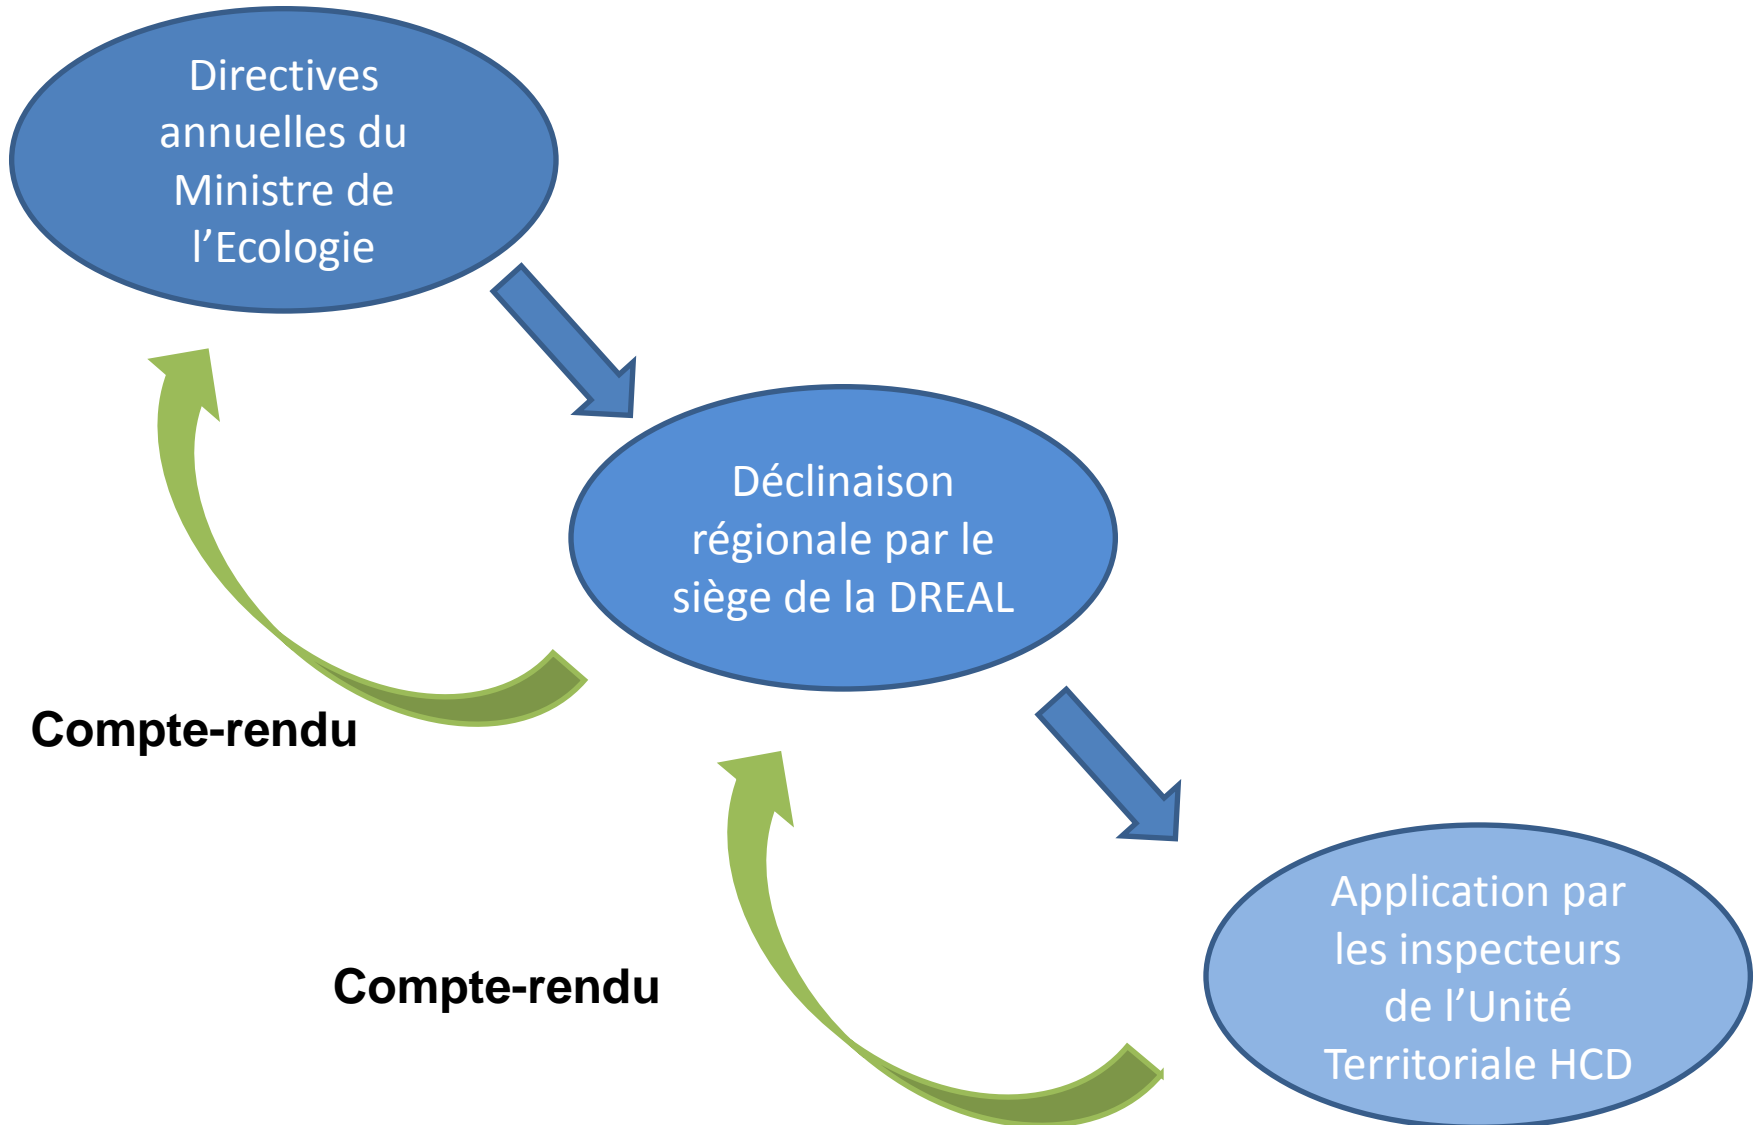 Directives
annuelles du
Ministre de
l’Ecologie
Déclinaison
régionale par le
siège de la DREAL
Compte-rendu
Application par
les inspecteurs
de l’Unité
Territoriale HCD
Compte-rendu